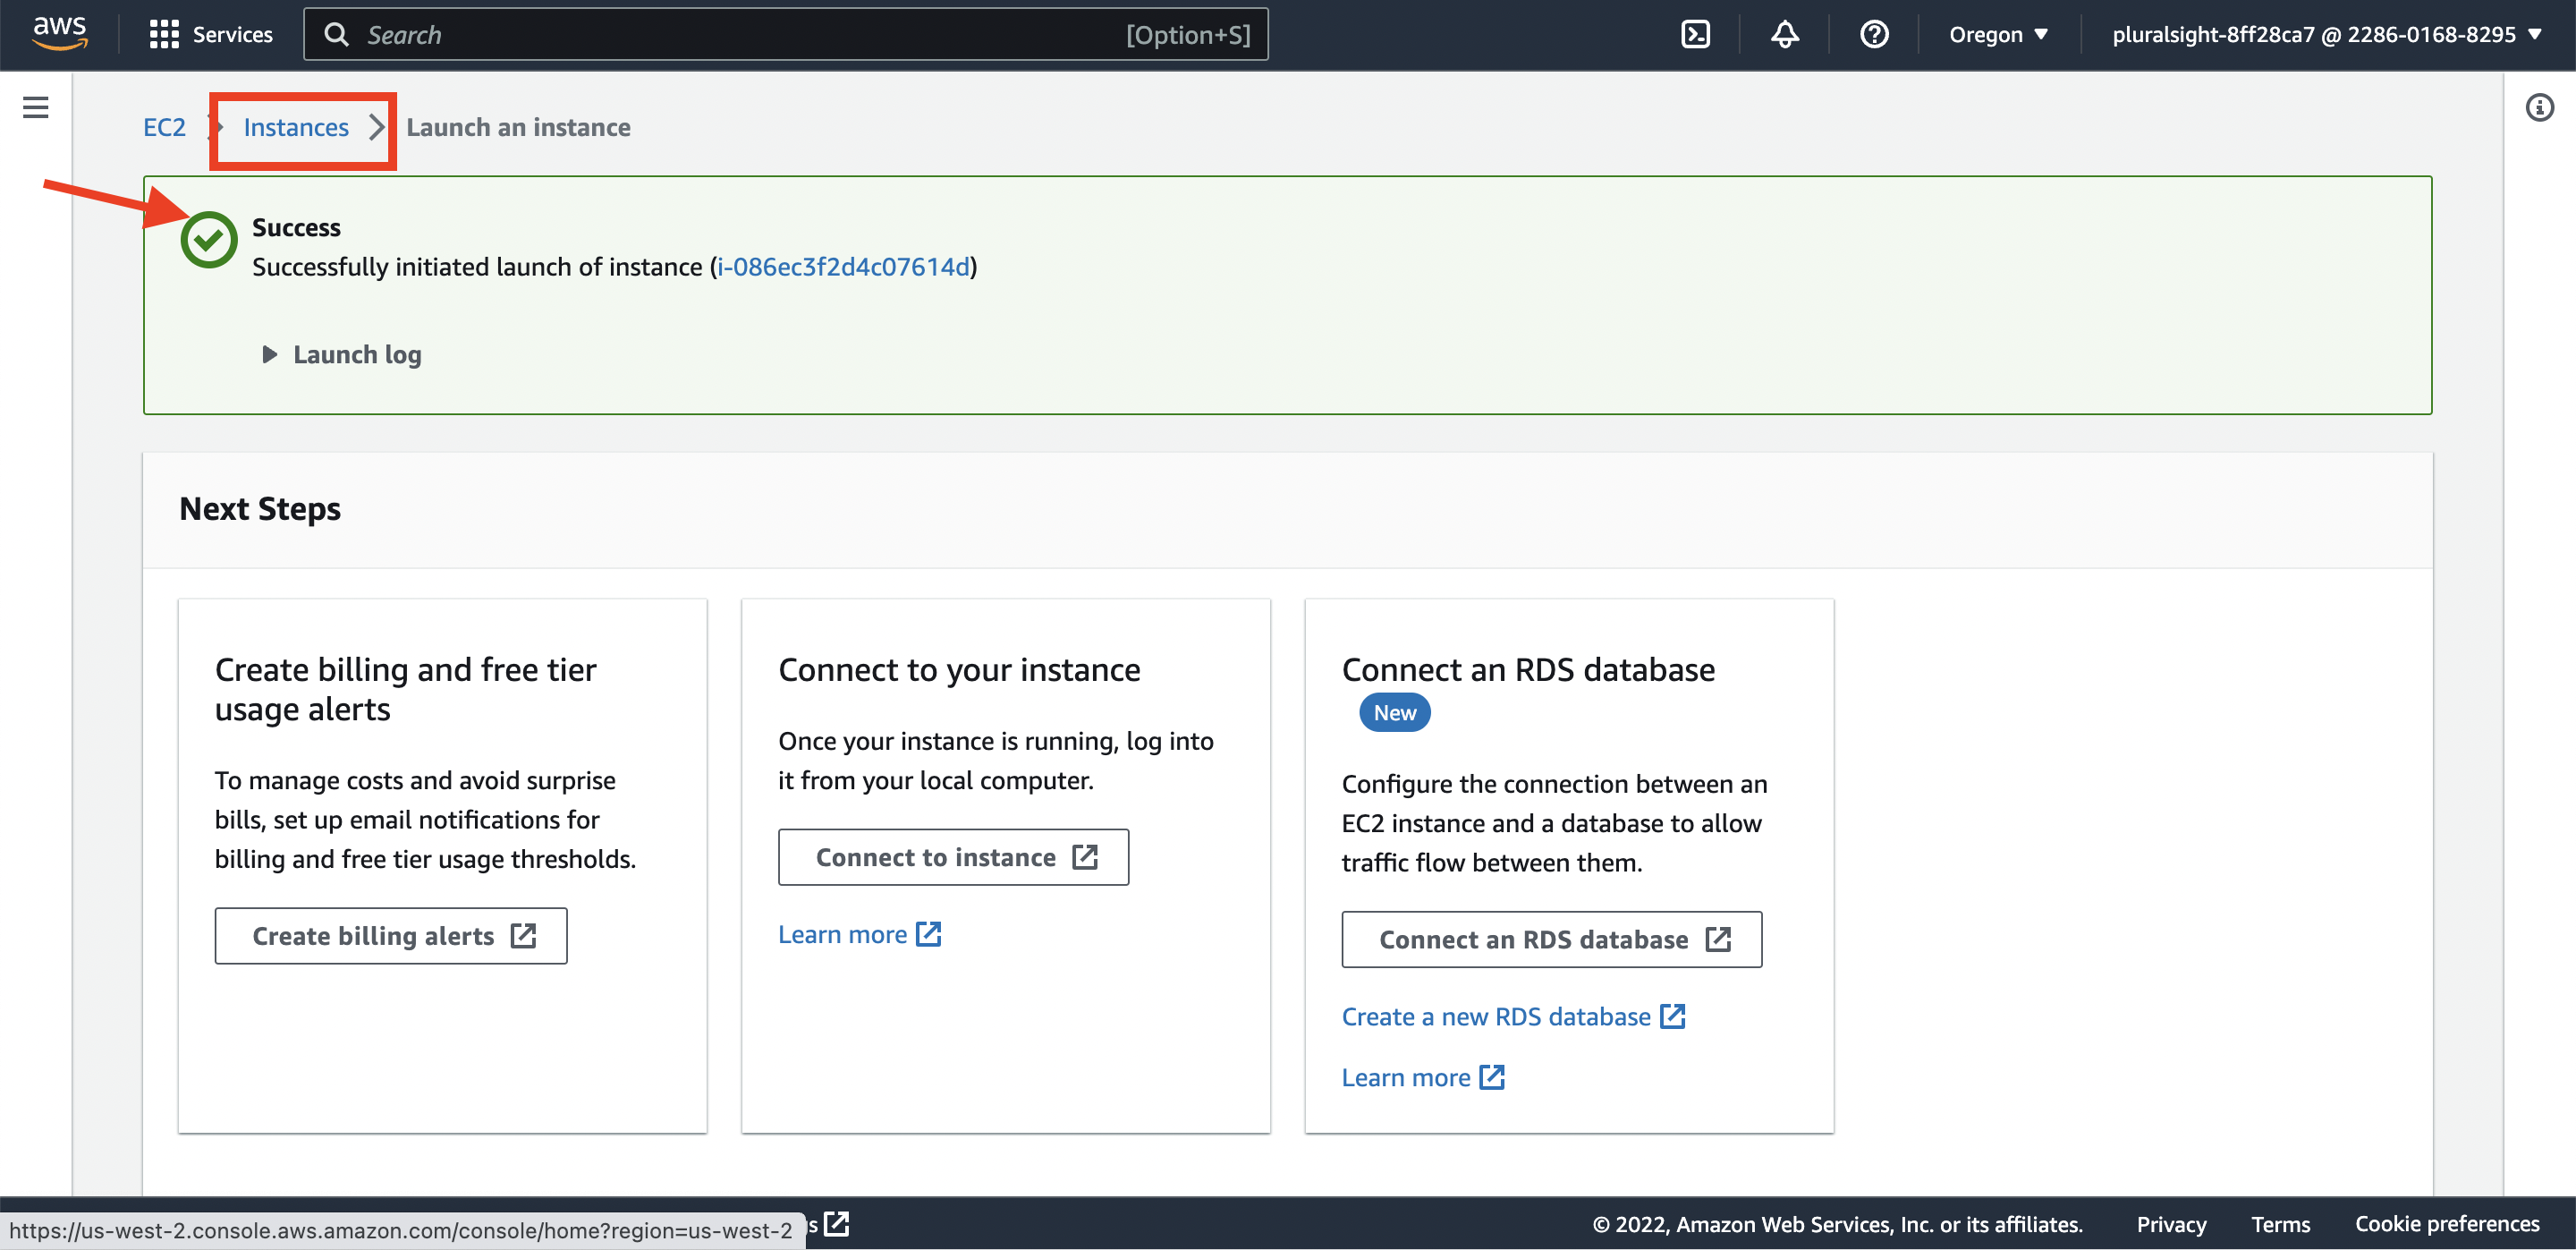 aws
Services
Search
[Option+S]
Oregon
pluralsight-8ff28ca7 @ 2286-0168-8295
EC2
Instances
Launch an instance
Success
Successfully initiated launch of instance (i-086ec3f2d4c07614d)
Launch log
Next Steps
Create billing and free tier
usage alerts
To manage costs and avoid surprise
bills, set up email notifications for
billing and free tier usage thresholds.
Create billing alerts
Connect to your instance
Once your instance is running, log into
it from your local computer.
Connect to instance
Learn more
Connect an RDS database
New
Configure the connection between an
EC2 instance and a database to allow
traffic flow between them.
Connect an RDS database
Create a new RDS database
Learn more
https://us-west-2.console.aws.amazon.com/console/home?region=us-west-2
© 2022, Amazon Web Services, Inc. or its affiliates.
Privacy
Terms
Cookie preferences